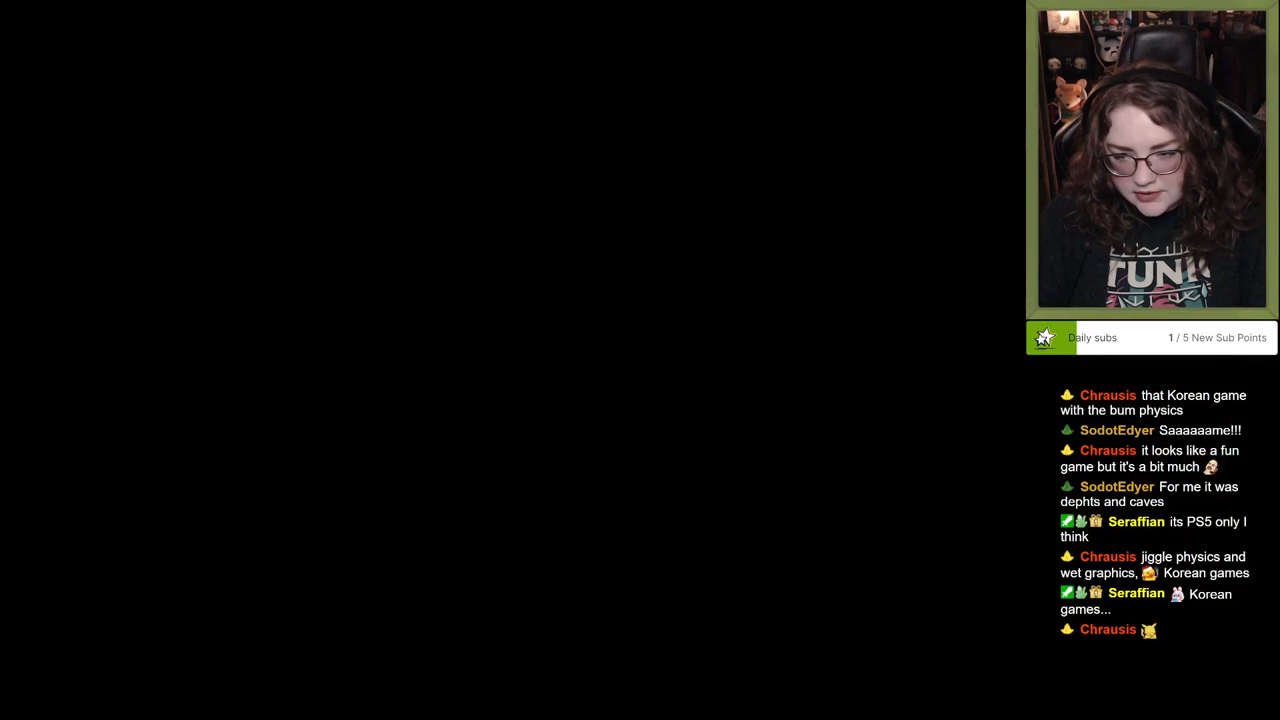 TUNI
Daily subs 1 / 5 New Sub Points
Chrausis that Korean game
with the bum physics
SodotEdyer Saaaaaame!!!
Chrausis it looks like a fun
game but it's a bit much
SodotEdyer For me it was
dephts and caves
Seraffian its PS5 only I
think
Chrausis jiggle physics and
wet graphics, Korean games
Seraffian Korean
games...
Chrausis